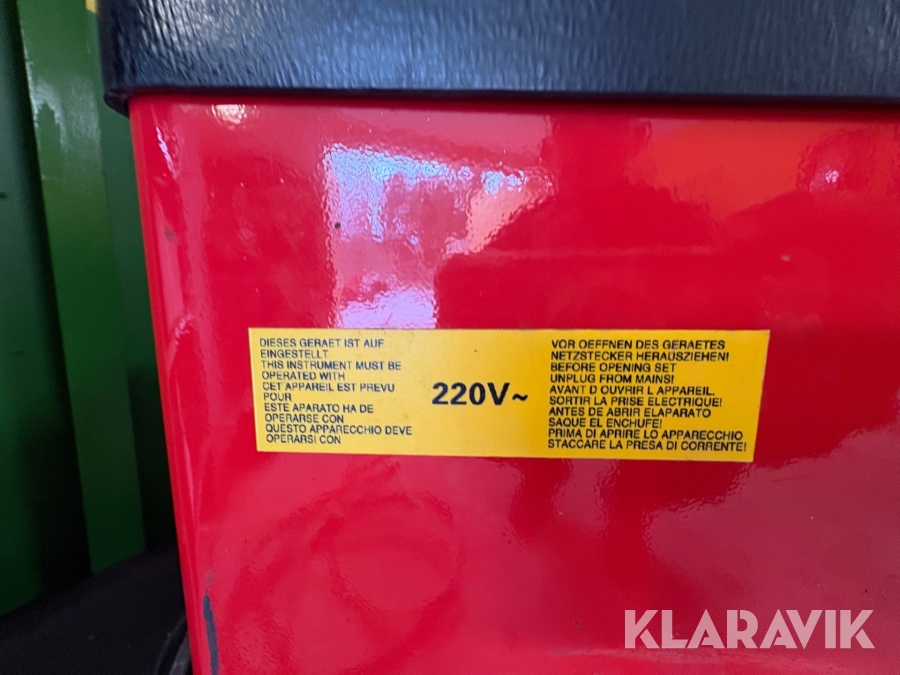 DIESES GERAET IST AUF
EINGESTELLT
THIS INSTRUMENT MUST BE
OPERATED WITH
CET APPAREIL EST PREVU
POUR
ESTE APARATO HA DE
OPERARSE CON
QUESTO APPARECCHIO DEVE
OPERARSI CON
220V~
VOR OEFFNEN DES GERAETES
NETZSTECKER HERAUSZIEHEN!
BEFORE OPENING SET
UNPLUG FROM MAINS!
AVANT D OUVRIR L APPAREIL,
SORTIR LA PRISE ELECTRIQUE!
ANTES DE ABRIR ELAPARATO
SAQUE EL ENCHUFE!
PRIMA DI APRIRE LO APPARECCHIO
STACCARE LA PRESA DI CORRENTE!
KLARAVIK